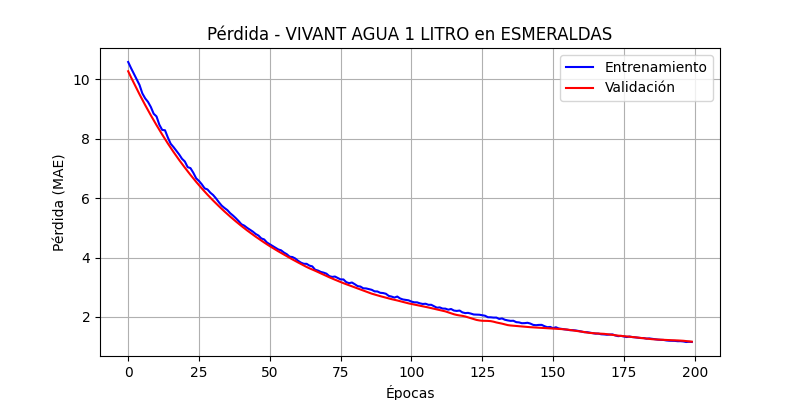 Pérdida - VIVANT AGUA 1 LITRO en ESMERALDAS
Entrenamiento
Validación
Pérdida (MAE)
10
8
6
4
2
0 25 50 75 100 125 150 175 200
Épocas